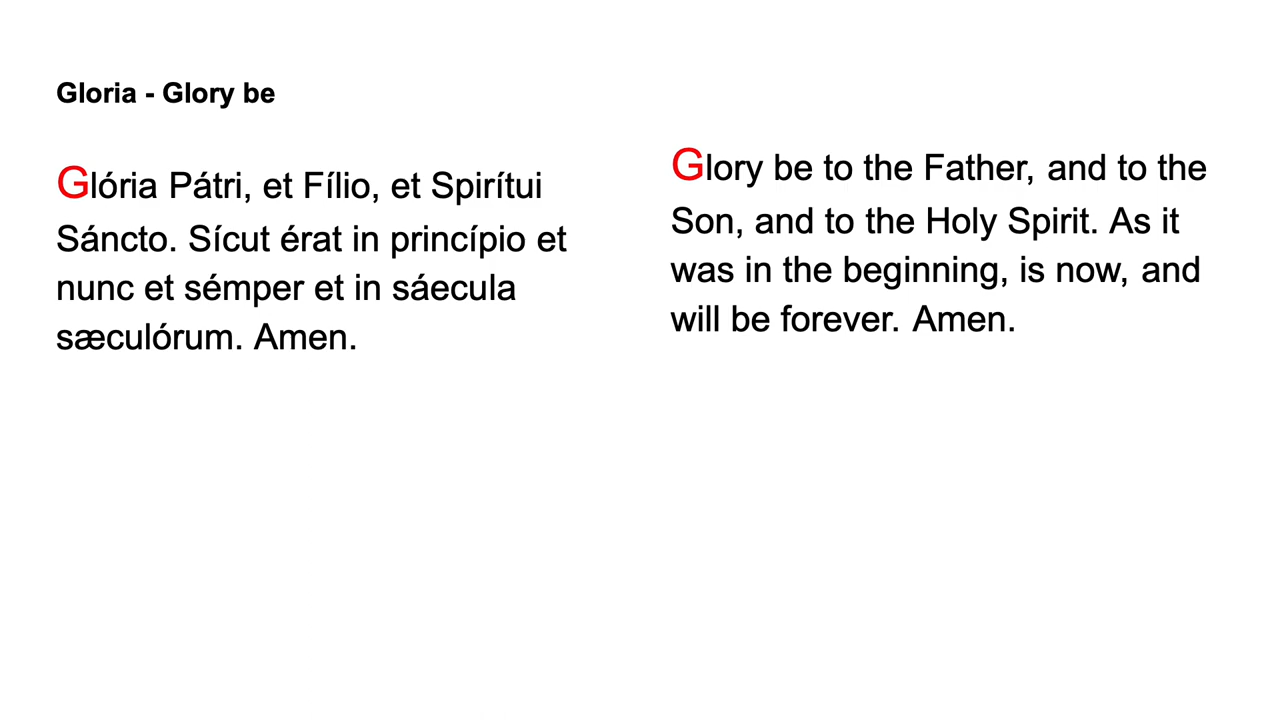 Gloria - Glory be
Glória Pátri, et Fílio, et Spirítui
Sáncto. Sícut érat in princípio et
nunc et sémper et in sáecula
sæculórum. Amen.
Glory be to the Father, and to the
Son, and to the Holy Spirit. As it
was in the beginning, is now, and
will be forever. Amen.